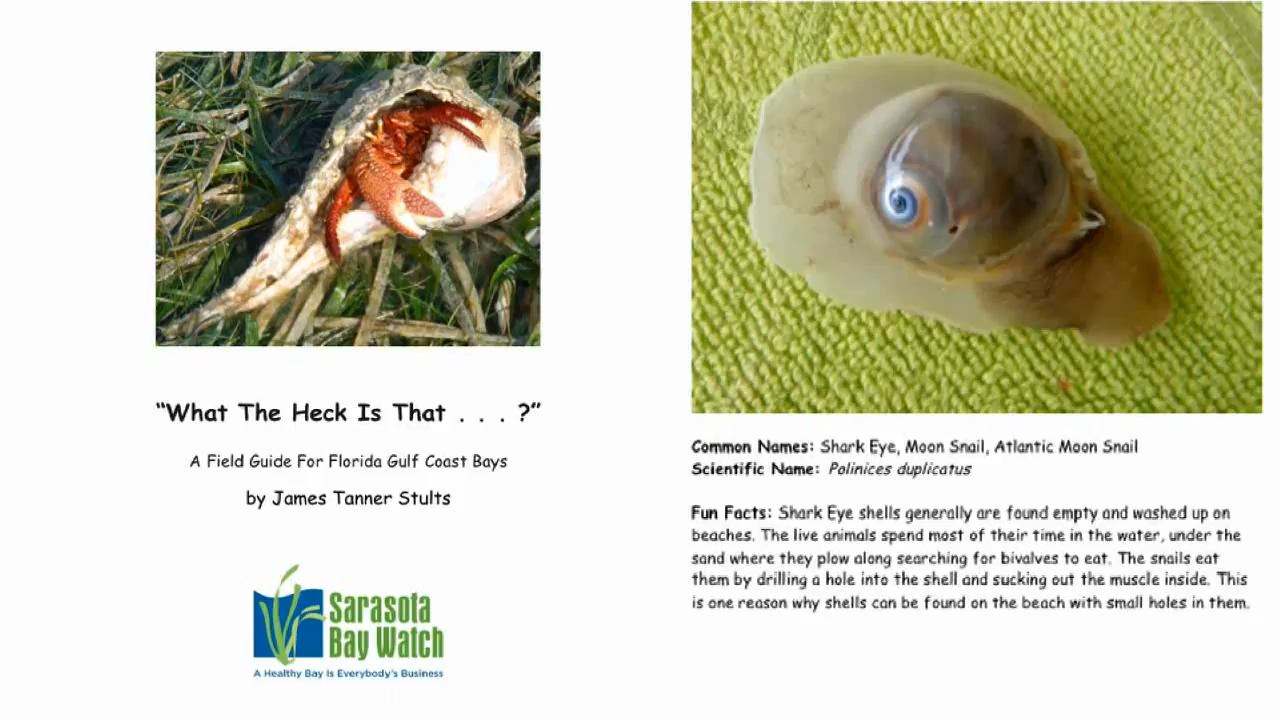 “What The Heck Is That . . . ?”
A Field Guide For Florida Gulf Coast Bays
by James Tanner Stults
Sarasota
Bay Watch
A Healthy Bay Is Everybody's Business
Common Names: Shark Eye, Moon Snail, Atlantic Moon Snail
Scientific Name: Polinices duplicatus
Fun Facts: Shark Eye shells generally are found empty and washed up on
beaches. The live animals spend most of their time in the water, under the
sand where they plow along searching for bivalves to eat. The snails eat
them by drilling a hole into the shell and sucking out the muscle inside. This
is one reason why shells can be found on the beach with small holes in them.